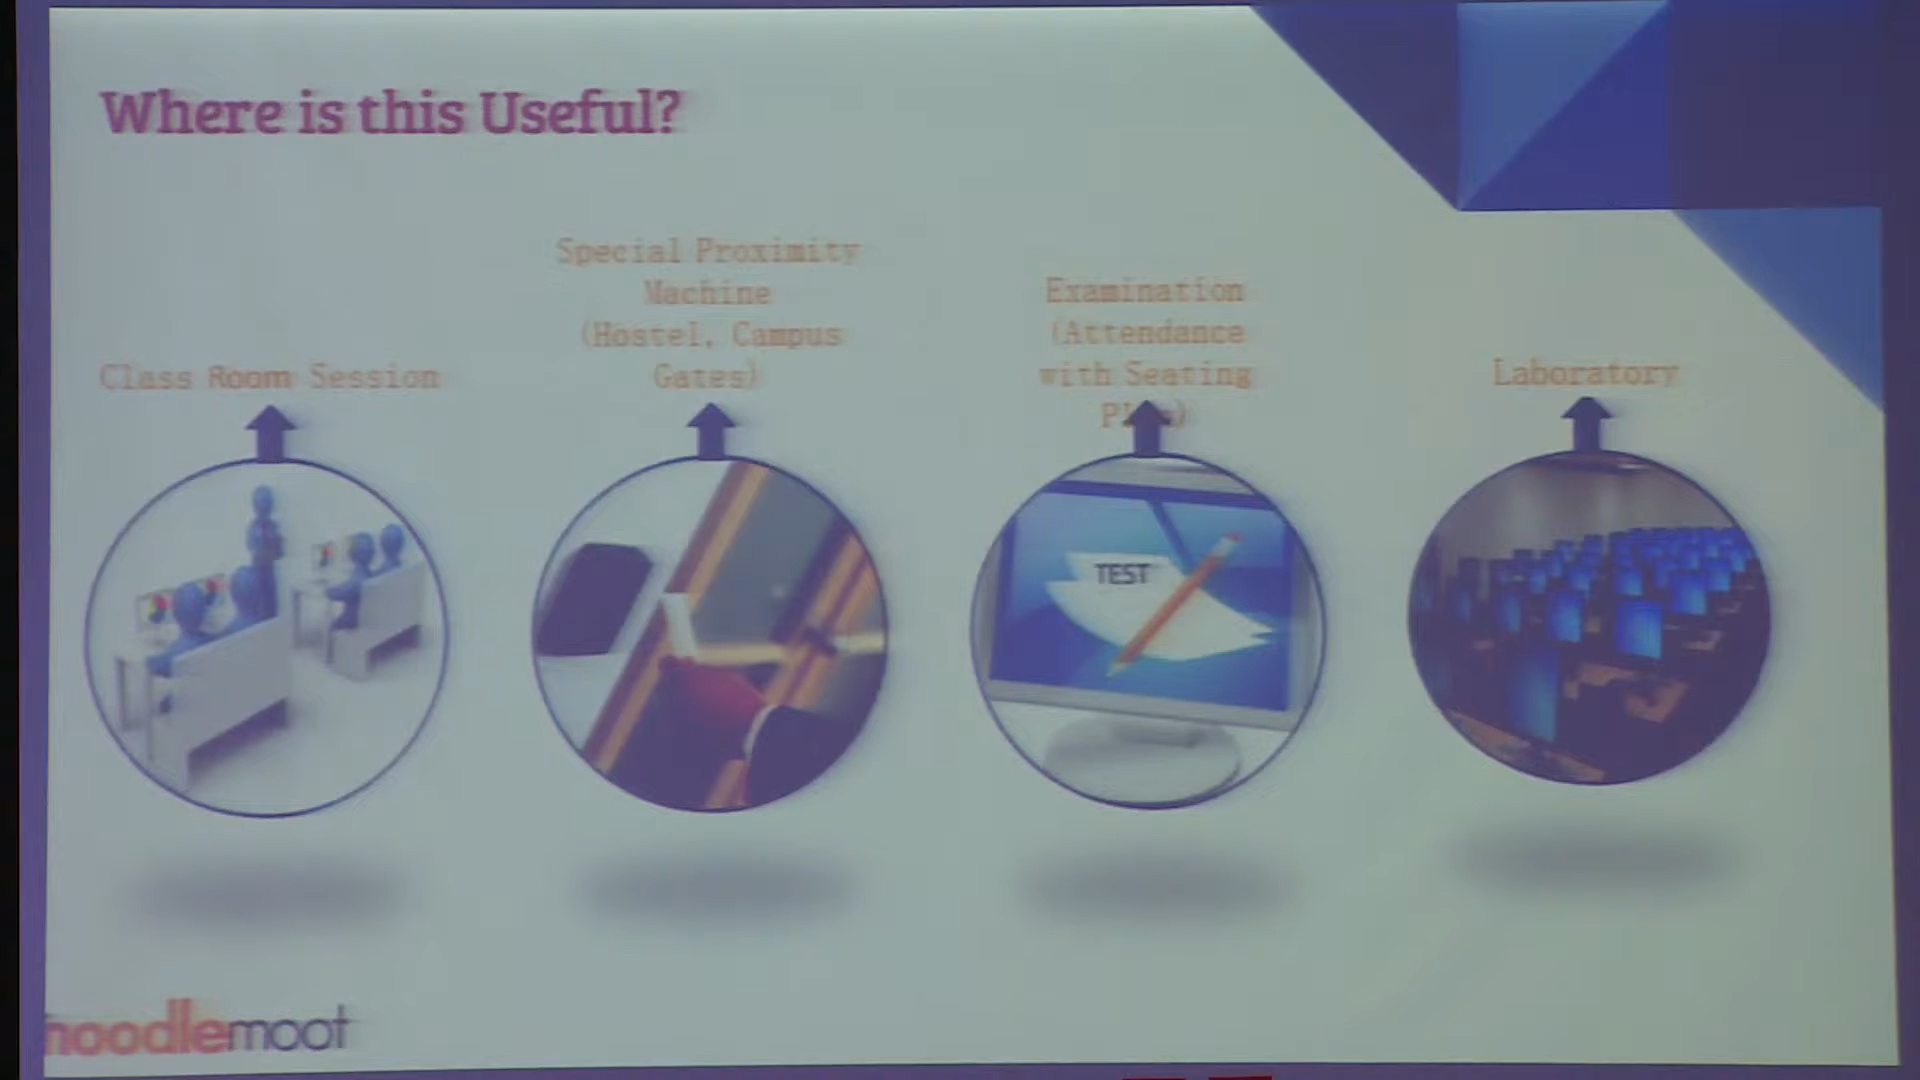 Where is this Useful?
Class Room Session
Special Proximity
Machine
(Hostel, Campus
Gates)
Examination
(Attendance
with Seating
Plan)
Laboratory
TEST
moodlemoot